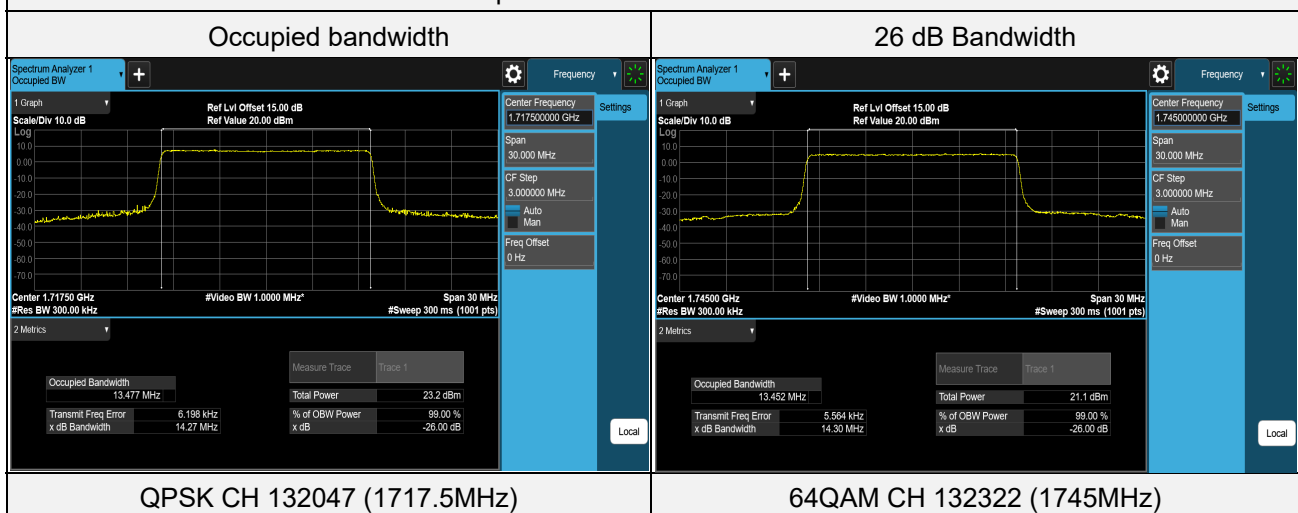 Occupied bandwidth
26 dB Bandwidth
Spectrum Analyzer 1
Occupied BW
+
Frequency
1 Graph
Scale/Div 10.0 dB
Ref Lvl Offset 15.00 dB
Ref Value 20.00 dBm
Log
10.0
0.00
-10.0
-20.0
-30.0
-40.0
-50.0
-60.0
-70.0
Center 1.71750 GHz
#Video BW 1.0000 MHz*
Span 30 MHz
#Res BW 300.00 kHz
#Sweep 300 ms (1001 pts)
2 Metrics
Measure Trace Trace 1
Occupied Bandwidth
13.477 MHz
Total Power 23.2 dBm
Transmit Freq Error 6.198 kHz
% of OBW Power 99.00 %
x dB Bandwidth 14.27 MHz
x dB -26.00 dB
Center Frequency
1.717500000 GHz
Settings
Span
30.000 MHz
CF Step
3.000000 MHz
Auto
Man
Freq Offset
0 Hz
Local
Spectrum Analyzer 1
Occupied BW
+
Frequency
1 Graph
Scale/Div 10.0 dB
Ref Lvl Offset 15.00 dB
Ref Value 20.00 dBm
Log
10.0
0.00
-10.0
-20.0
-30.0
-40.0
-50.0
-60.0
-70.0
Center 1.74500 GHz
#Video BW 1.0000 MHz*
Span 30 MHz
#Res BW 300.00 kHz
#Sweep 300 ms (1001 pts)
2 Metrics
Measure Trace Trace 1
Occupied Bandwidth
13.452 MHz
Total Power 21.1 dBm
Transmit Freq Error 5.564 kHz
% of OBW Power 99.00 %
x dB Bandwidth 14.30 MHz
x dB -26.00 dB
Center Frequency
1.745000000 GHz
Settings
Span
30.000 MHz
CF Step
3.000000 MHz
Auto
Man
Freq Offset
0 Hz
Local
QPSK CH 132047 (1717.5MHz)
64QAM CH 132322 (1745MHz)